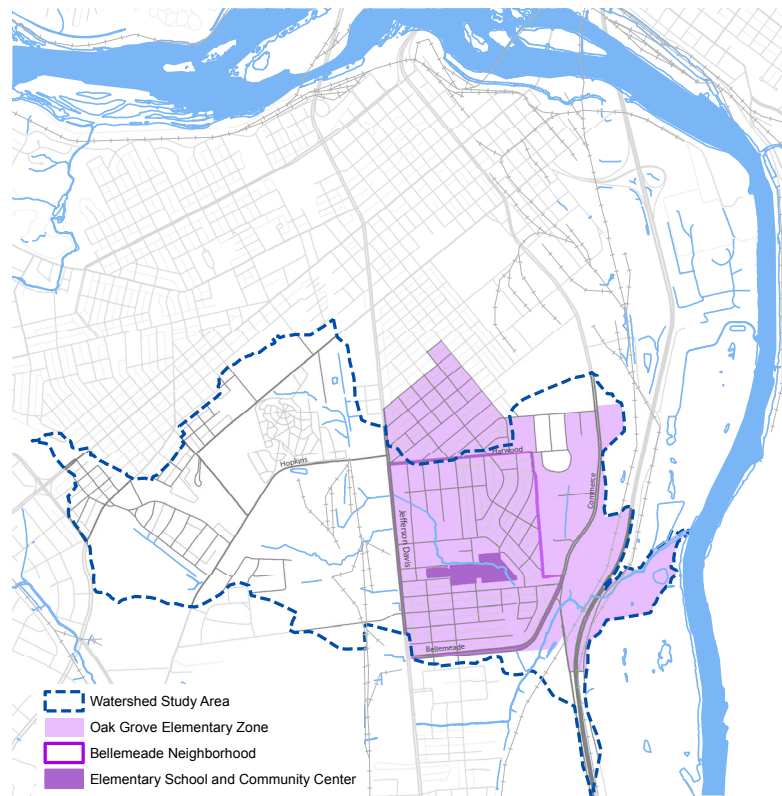 Hopkins
Harwood
Commerce
Jefferson Davis
Bellemeade
Watershed Study Area
Oak Grove Elementary Zone
Bellemeade Neighborhood
Elementary School and Community Center